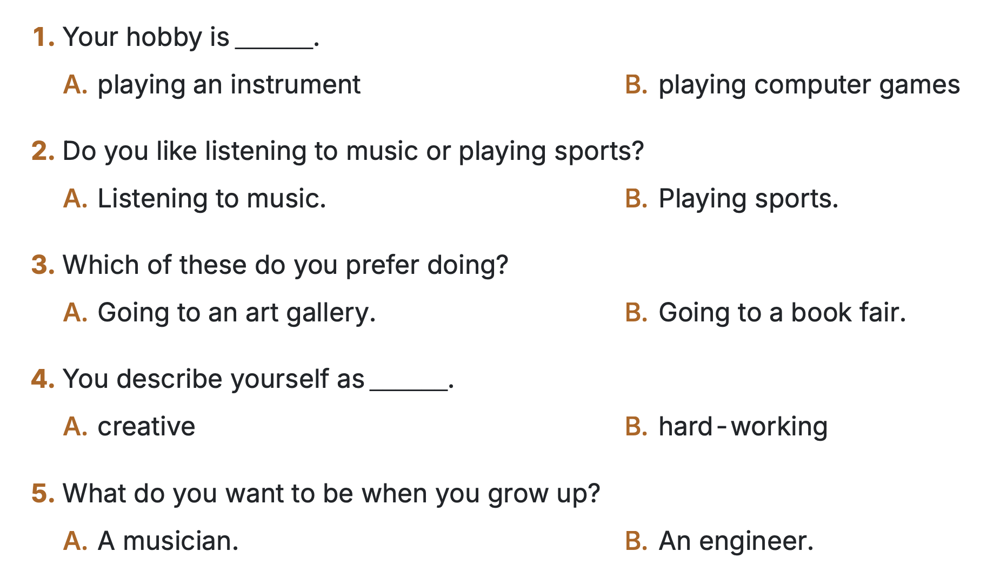 1. Your hobby is ______.
A. playing an instrument B. playing computer games
2. Do you like listening to music or playing sports?
A. Listening to music. B. Playing sports.
3. Which of these do you prefer doing?
A. Going to an art gallery. B. Going to a book fair.
4. You describe yourself as ______.
A. creative B. hard-working
5. What do you want to be when you grow up?
A. A musician. B. An engineer.